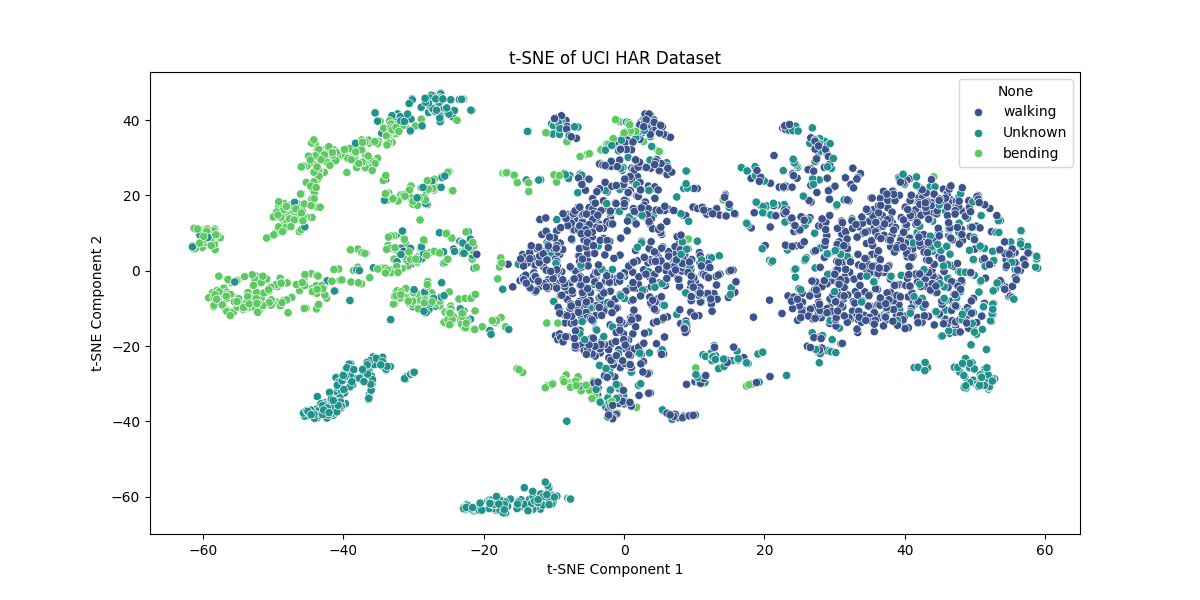 t-SNE of UCI HAR Dataset
None
walking
Unknown
bending
40
20
0
−20
−40
−60
t-SNE Component 2
−60 −40 −20 0 20 40 60
t-SNE Component 1